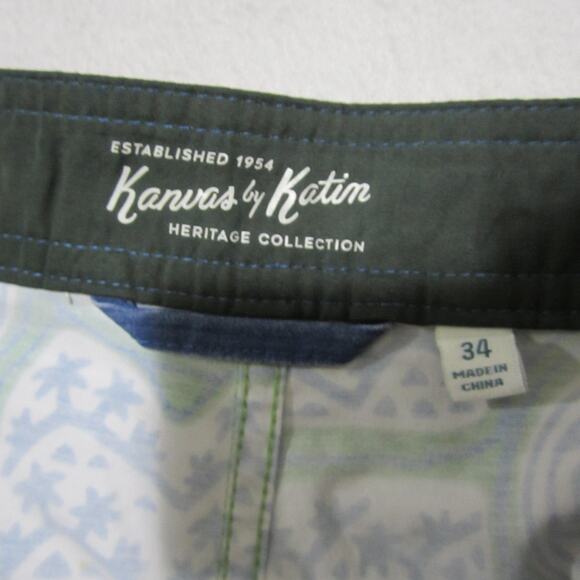 ESTABLISHED 1954
Kanvas by Katin
HERITAGE COLLECTION
34
MADE IN
CHINA